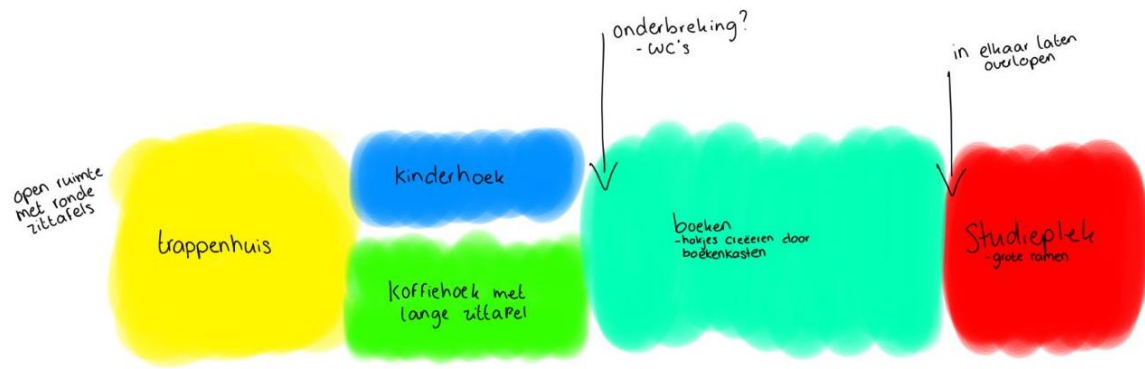 onderbreking?
- WC's
in elkaar laten
overlopen
open ruimte
met ronde
zittafels
trappenhuis
kinderhoek
koffiehoek met
lange zittafel
boeken
-hokjes creëeren door
boekenkasten
Studieplek
-grote ramen